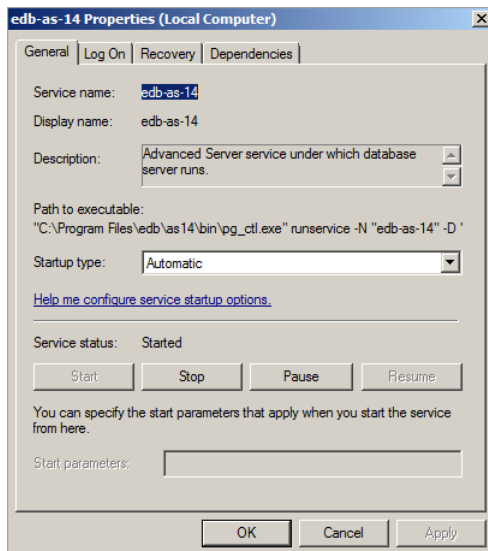 edb-as-14 Properties (Local Computer)
General Log On Recovery Dependencies
Service name: edb-as-14
Display name: edb-as-14
Description: Advanced Server service under which database
server runs.
Path to executable:
"C:\Program Files\edb\as14\bin\pg_ctl.exe" runservice -N "edb-as-14" -D '
Startup type: Automatic
Help me configure service startup options.
Service status: Started
Start Stop Pause Resume
You can specify the start parameters that apply when you start the service
from here.
Start parameters:
OK Cancel Apply